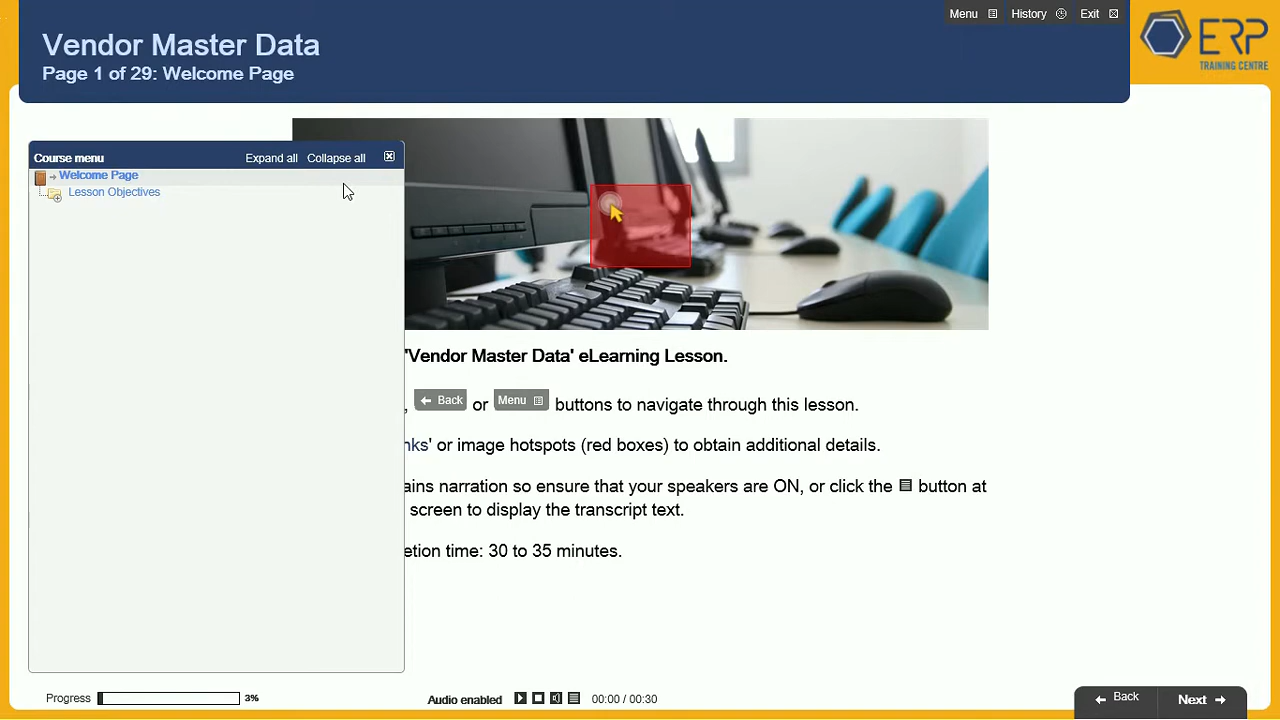 Menu History Exit
Vendor Master Data
Page 1 of 29: Welcome Page
ERP
TRAINING CENTRE
Course menu Expand all Collapse all
Welcome Page
Lesson Objectives
'Vendor Master Data' eLearning Lesson.
, Back or Menu buttons to navigate through this lesson.
nks' or image hotspots (red boxes) to obtain additional details.
ains narration so ensure that your speakers are ON, or click the button at
screen to display the transcript text.
etion time: 30 to 35 minutes.
Progress 3% Audio enabled 00:00 / 00:30 Back Next